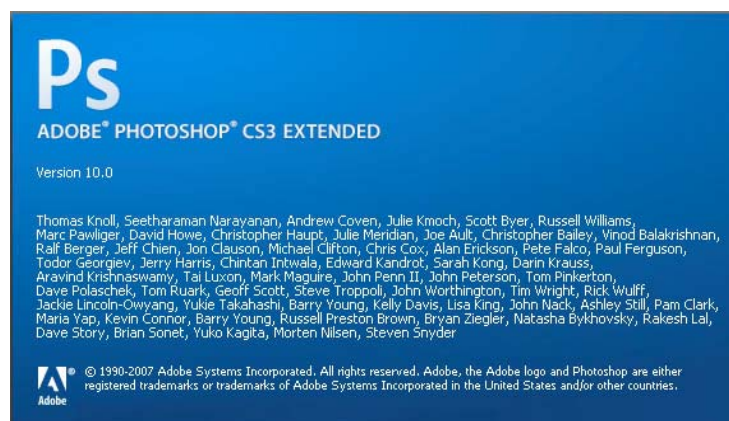 Ps
ADOBE® PHOTOSHOP® CS3 EXTENDED
Version 10.0
Thomas Knoll, Seetharaman Narayanan, Andrew Coven, Julie Kmoch, Scott Byer, Russell Williams,
Marc Pawliger, David Howe, Christopher Haupt, Julie Meridian, Joe Ault, Christopher Bailey, Vinod Balakrishnan,
Ralf Berger, Jeff Chien, Jon Clauson, Michael Clifton, Chris Cox, Alan Erickson, Pete Falco, Paul Ferguson,
Todor Georgiev, Jerry Harris, Chintan Intwala, Edward Kandrot, Sarah Kong, Darin Krauss,
Aravind Krishnaswamy, Tai Luxon, Mark Maguire, John Penn II, John Peterson, Tom Pinkerton,
Dave Polaschek, Tom Ruark, Geoff Scott, Steve Troppoli, John Worthington, Tim Wright, Rick Wulff,
Jackie Lincoln-Owyang, Yukie Takahashi, Barry Young, Kelly Davis, Lisa King, John Nack, Ashley Still, Pam Clark,
Maria Yap, Kevin Connor, Barry Young, Russell Preston Brown, Bryan Ziegler, Natasha Bykhovsky, Rakesh Lal,
Dave Story, Brian Sonet, Yuko Kagita, Morten Nilsen, Steven Snyder
© 1990-2007 Adobe Systems Incorporated. All rights reserved. Adobe, the Adobe logo and Photoshop are either
registered trademarks or trademarks of Adobe Systems Incorporated in the United States and/or other countries.
Adobe